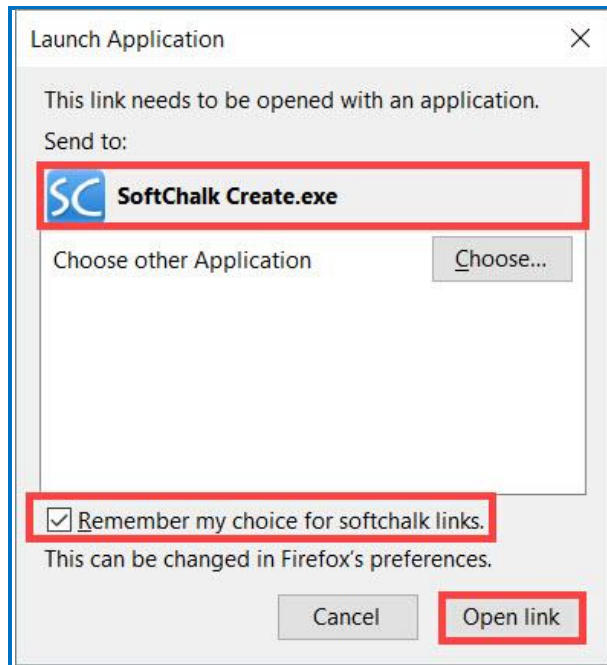 Launch Application
This link needs to be opened with an application.
Send to:
SC SoftChalk Create.exe
Choose other Application Choose...
Remember my choice for softchalk links.
This can be changed in Firefox's preferences.
Cancel Open link